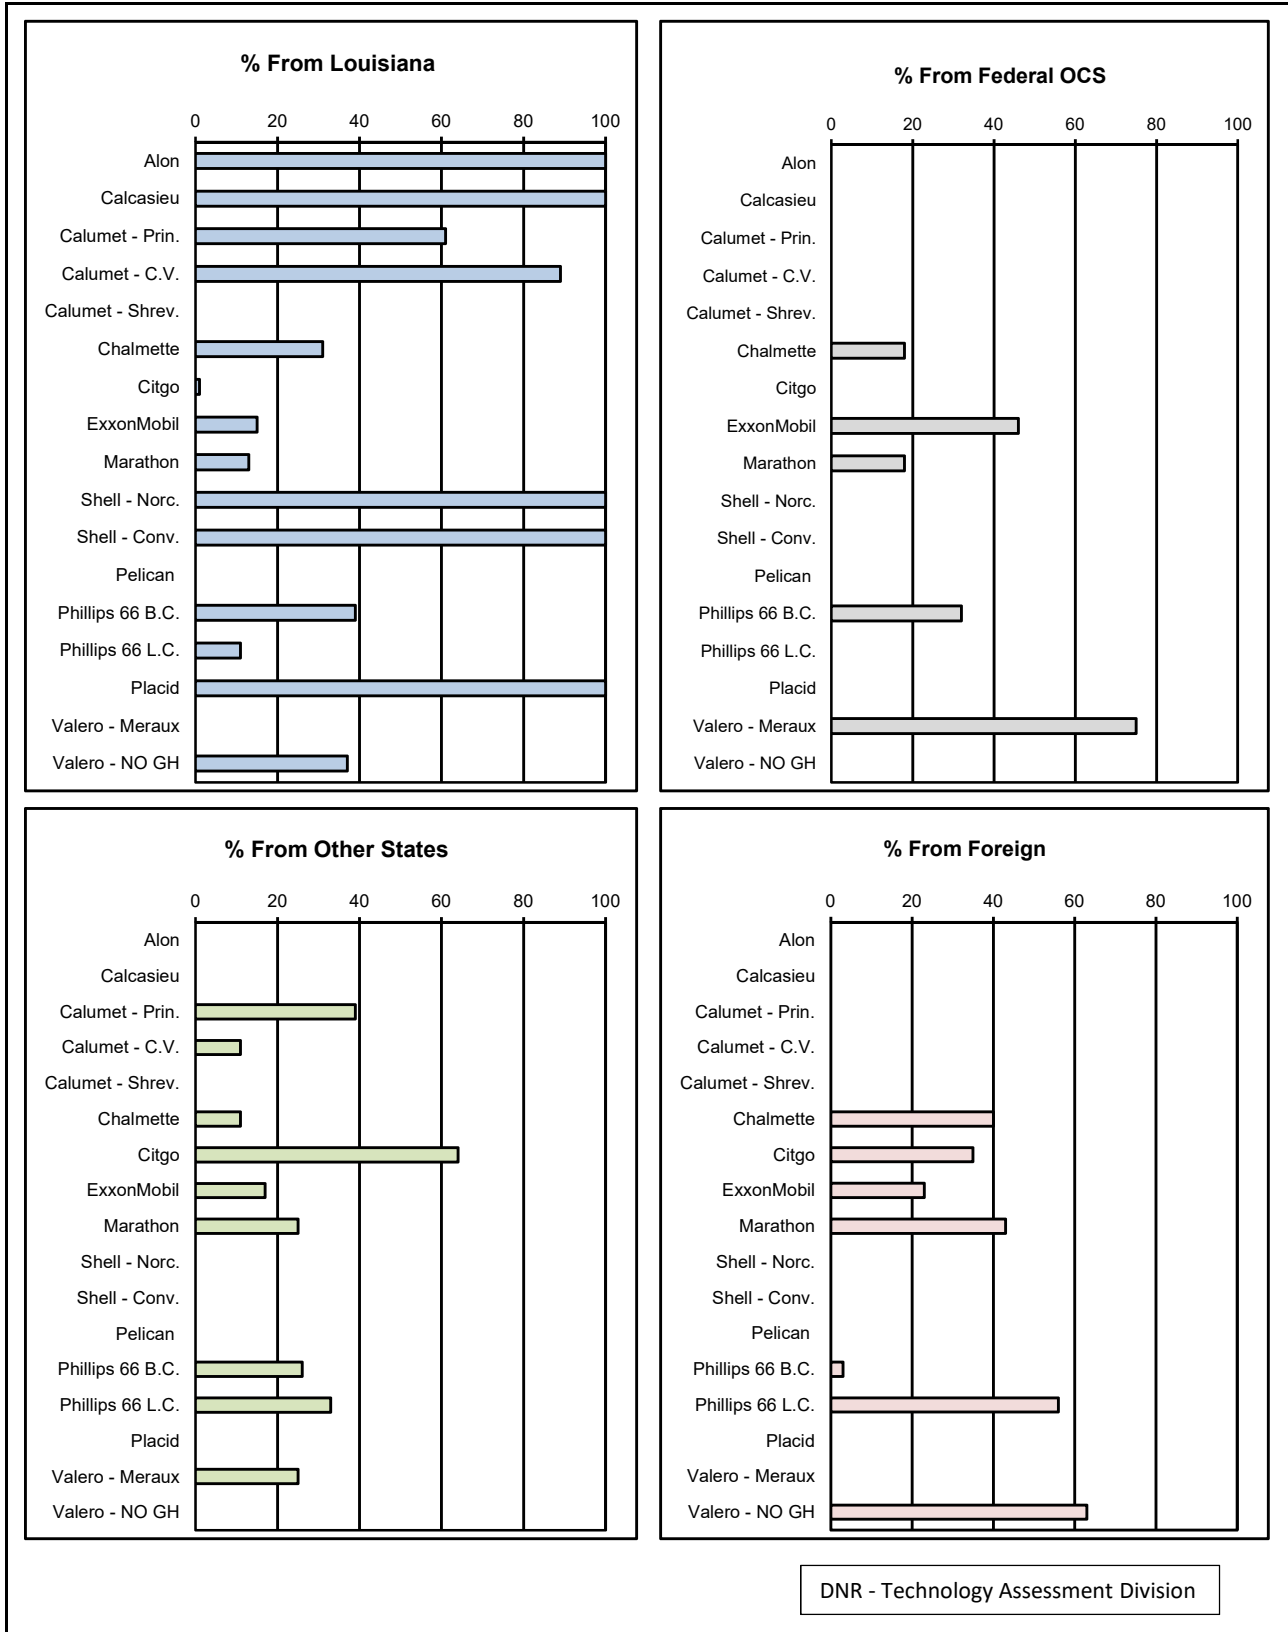 % From Louisiana
0 20 40 60 80 100
Alon
Calcasieu
Calumet - Prin.
Calumet - C.V.
Calumet - Shrev.
Chalmette
Citgo
ExxonMobil
Marathon
Shell - Norc.
Shell - Conv.
Pelican
Phillips 66 B.C.
Phillips 66 L.C.
Placid
Valero - Meraux
Valero - NO GH
% From Federal OCS
0 20 40 60 80 100
Alon
Calcasieu
Calumet - Prin.
Calumet - C.V.
Calumet - Shrev.
Chalmette
Citgo
ExxonMobil
Marathon
Shell - Norc.
Shell - Conv.
Pelican
Phillips 66 B.C.
Phillips 66 L.C.
Placid
Valero - Meraux
Valero - NO GH
% From Other States
0 20 40 60 80 100
Alon
Calcasieu
Calumet - Prin.
Calumet - C.V.
Calumet - Shrev.
Chalmette
Citgo
ExxonMobil
Marathon
Shell - Norc.
Shell - Conv.
Pelican
Phillips 66 B.C.
Phillips 66 L.C.
Placid
Valero - Meraux
Valero - NO GH
% From Foreign
0 20 40 60 80 100
Alon
Calcasieu
Calumet - Prin.
Calumet - C.V.
Calumet - Shrev.
Chalmette
Citgo
ExxonMobil
Marathon
Shell - Norc.
Shell - Conv.
Pelican
Phillips 66 B.C.
Phillips 66 L.C.
Placid
Valero - Meraux
Valero - NO GH
DNR - Technology Assessment Division